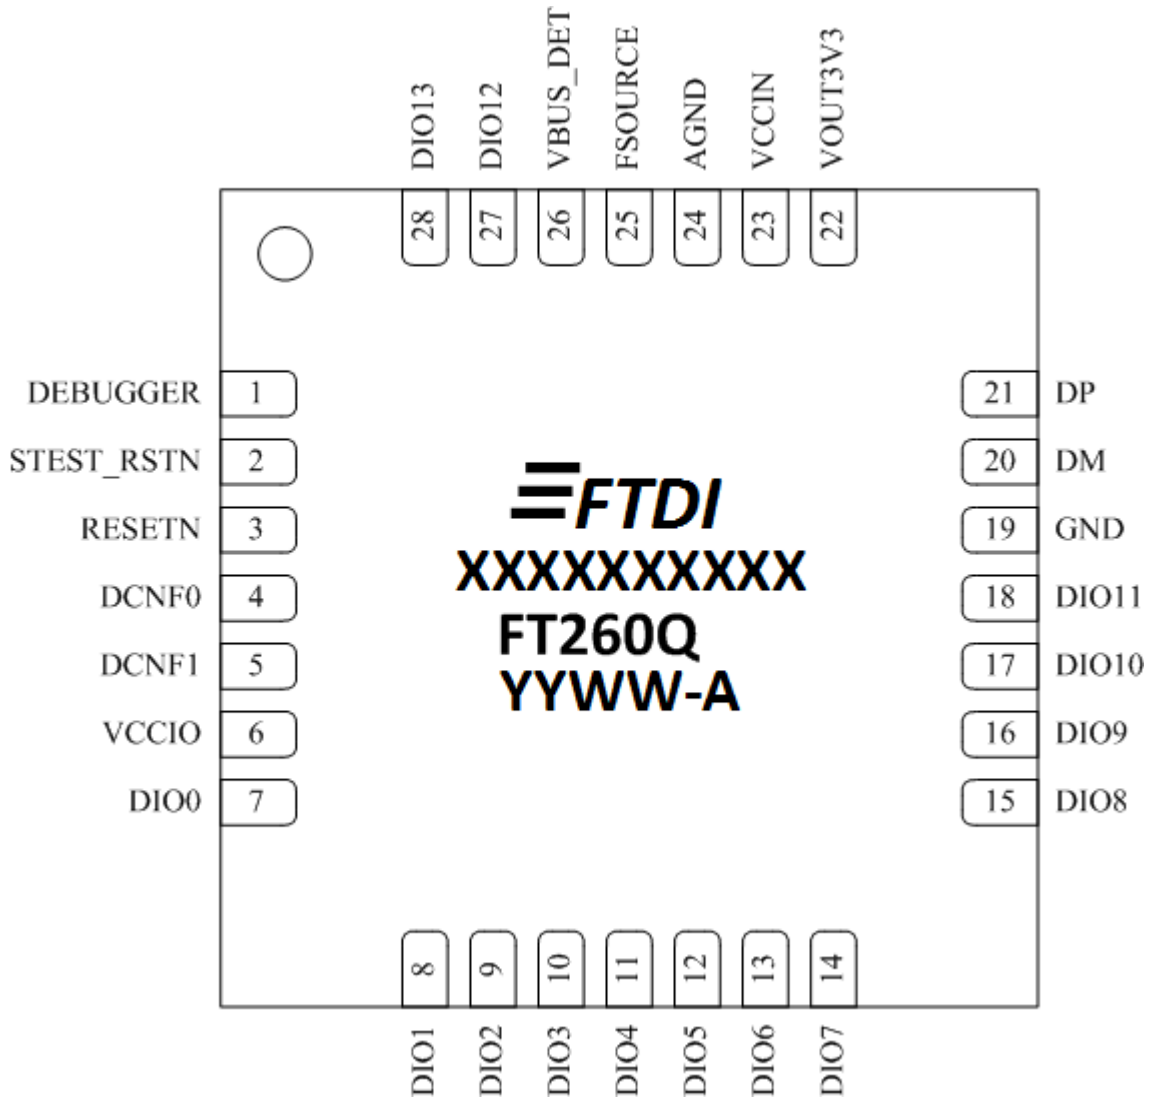 DIO13
DIO12
VBUS_DET
FSOURCE
AGND
VCCIN
VOUT3V3
28
27
26
25
24
23
22
DEBUGGER 1
STEST_RSTN 2
RESETN 3
DCNF0 4
DCNF1 5
VCCIO 6
DIO0 7
FTDI
XXXXXXXXXX
FT260Q
YYWW-A
21 DP
20 DM
19 GND
18 DIO11
17 DIO10
16 DIO9
15 DIO8
8
9
10
11
12
13
14
DIO1
DIO2
DIO3
DIO4
DIO5
DIO6
DIO7